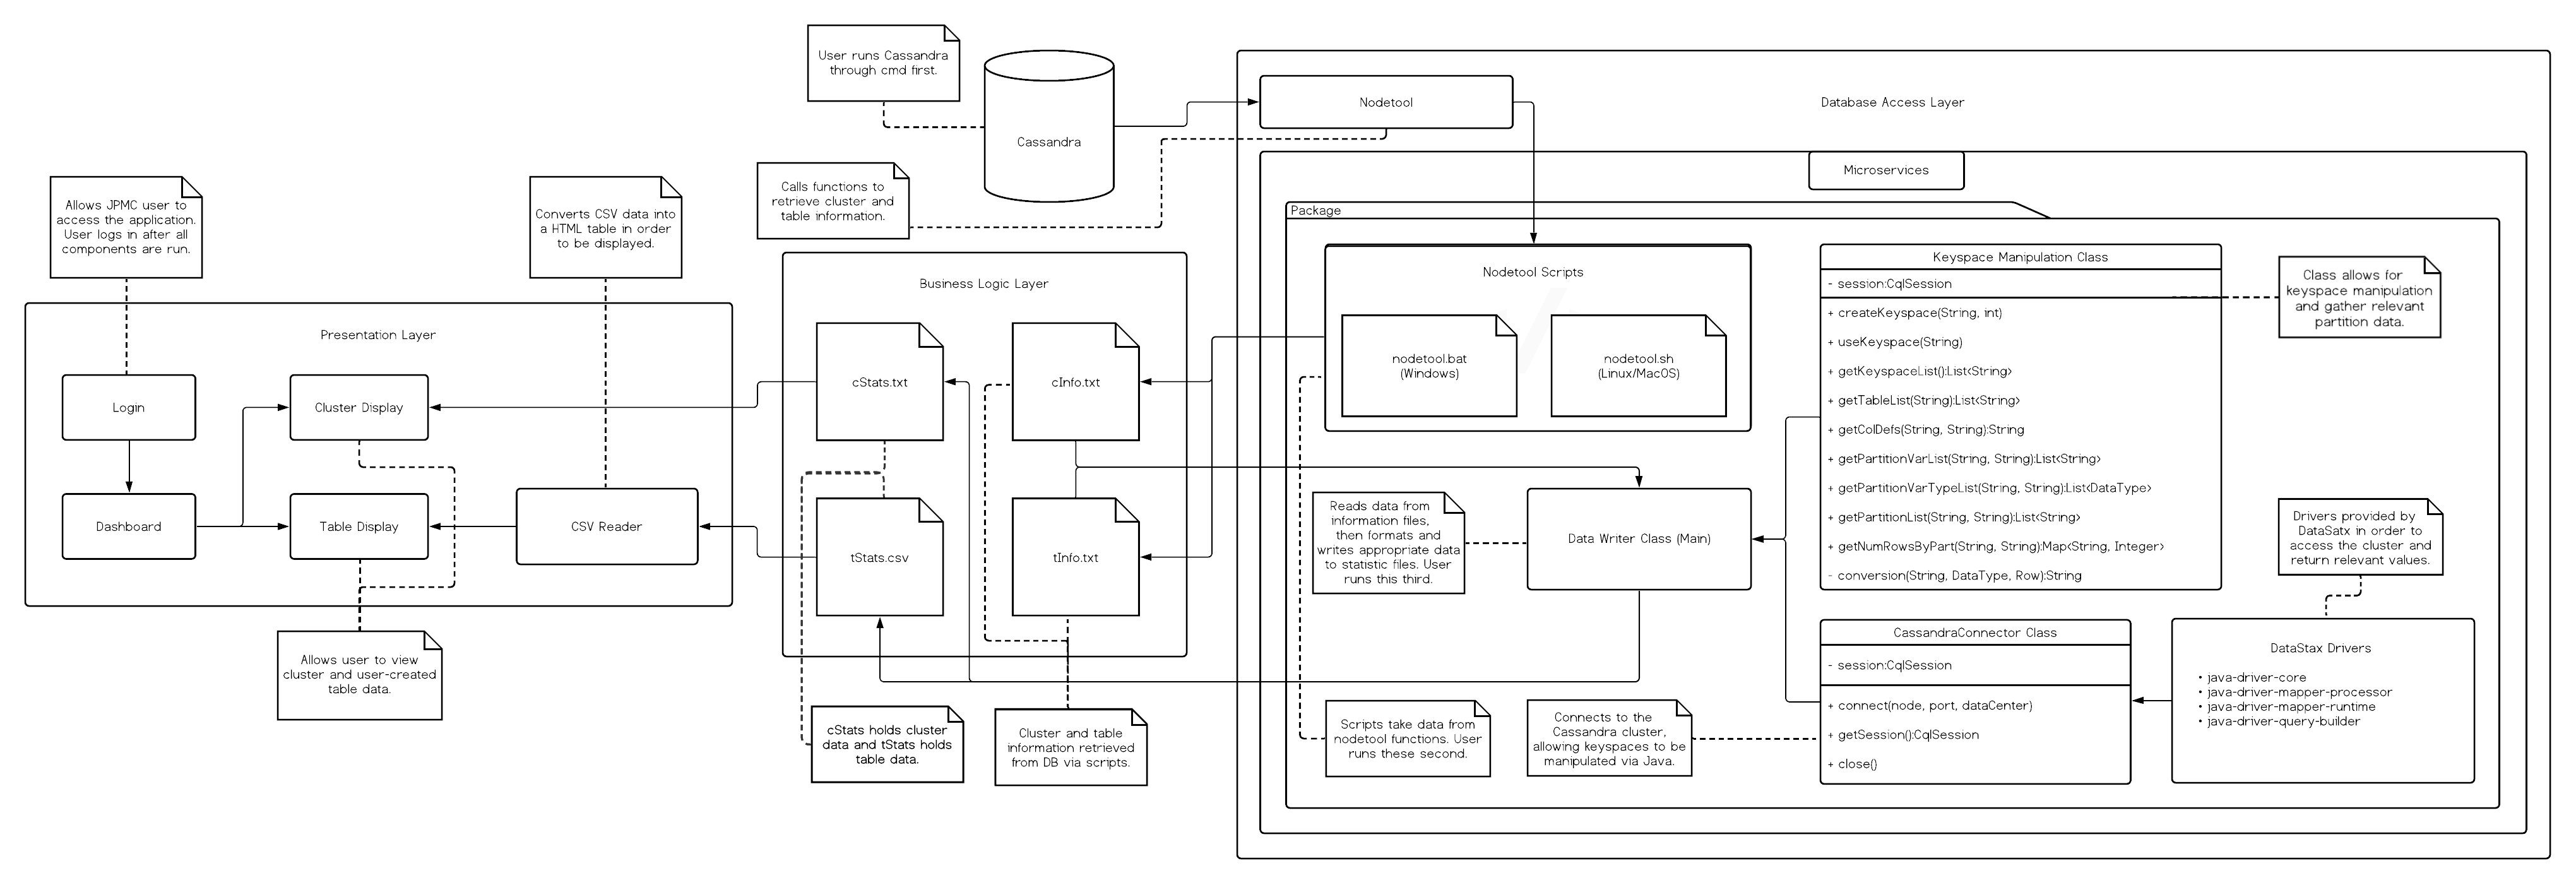 User runs Cassandra
through cmd first.
Cassandra
Nodetool
Database Access Layer
Microservices
Package
Calls functions to
retrieve cluster and
table information.
Allows JPMC user to
access the application.
User logs in after all
components are run.
Converts CSV data into
a HTML table in order
to be displayed.
Presentation Layer
Login
Cluster Display
Dashboard
Table Display
CSV Reader
Allows user to view
cluster and user-created
table data.
Business Logic Layer
cStats.txt
cInfo.txt
tStats.csv
tInfo.txt
cStats holds cluster
data and tStats holds
table data.
Cluster and table
information retrieved
from DB via scripts.
Nodetool Scripts
nodetool.bat
(Windows)
nodetool.sh
(Linux/MacOS)
Reads data from
information files,
then formats and
writes appropriate data
to statistic files. User
runs this third.
Data Writer Class (Main)
Scripts take data from
nodetool functions. User
runs these second.
Connects to the
Cassandra cluster,
allowing keyspaces to be
manipulated via Java.
Keyspace Manipulation Class
- session:CqlSession
+ createKeyspace(String, int)
+ useKeyspace(String)
+ getKeyspaceList():List<String>
+ getTableList(String):List<String>
+ getColDefs(String, String):String
+ getPartitionVarList(String, String):List<String>
+ getPartitionVarTypeList(String, String):List<DataType>
+ getPartitionList(String, String):List<String>
+ getNumRowsByPart(String, String):Map<String, Integer>
- conversion(String, DataType, Row):String
Class allows for
keyspace manipulation
and gather relevant
partition data.
CassandraConnector Class
- session:CqlSession
+ connect(node, port, dataCenter)
+ getSession():CqlSession
+ close()
Drivers provided by
DataSatx in order to
access the cluster and
return relevant values.
DataStax Drivers
• java-driver-core
• java-driver-mapper-processor
• java-driver-mapper-runtime
• java-driver-query-builder